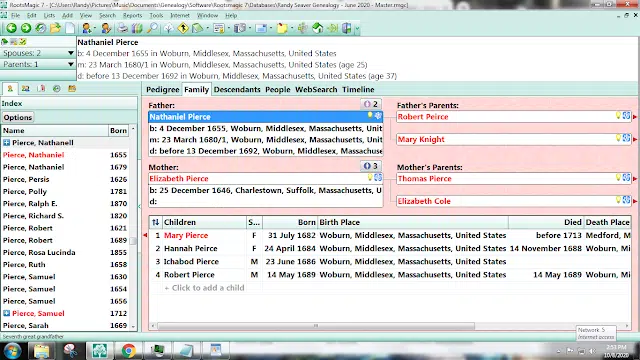 RootsMagic 7 - C:\Users\Randy\Pictures\Music\Documents\Genealogy\Software\Rootsmagic 7\Databases\Randy Seaver Genealogy - June 2020 - Master.rmgc
File Edit Lists Add Search Reports Tools Internet Window Help
Spouses: 2
Parents: 1
Nathaniel Pierce
b: 4 December 1655 in Woburn, Middlesex, Massachusetts, United States
m: 23 March 1680/1 Woburn, Middlesex, Massachusetts, United States (age 25)
d: before 13 December 1692 in Woburn, Middlesex, Massachusetts, United States (age 37)
Pedigree Family Descendants People WebSearch Timeline
Index
Options
Name Born
Pierce, Nathanell
Pierce, Nathaniel 1655
Pierce, Nathaniel 1679
Pierce, Persis 1626
Pierce, Polly 1781
Pierce, Ralph E. 1870
Pierce, Richard S. 1820
Pierce, Robert 1621
Pierce, Robert 1689
Pierce, Rosa Lucinda 1855
Pierce, Ruth 1658
Pierce, Samuel 1630
Pierce, Samuel 1654
Pierce, Samuel 1656
Pierce, Samuel 1712
Pierce, Sarah 1669
Father: 2
Nathaniel Pierce
b: 4 December 1655, Woburn, Middlesex, Massachusetts, Unit
m: 23 March 1680/1, Woburn, Middlesex, Massachusetts, Unit
d: before 13 December 1692, Woburn, Middlesex, Massachusett
Mother: 3
Elizabeth Pierce
b: 25 December 1646, Charlestown, Suffolk, Massachusetts, U
d:
Father's Parents:
Robert Peirce
Mary Knight
Mother's Parents:
Thomas Pierce
Elizabeth Cole
Children S... Born Birth Place Died Death Place
1 Mary Pierce F 31 July 1682 Woburn, Middlesex, Massachusetts, United States before 1713 Medford, M
2 Hannah Peirce F 24 April 1684 Woburn, Middlesex, Massachusetts, United States 14 November 1688 Woburn, Mi
3 Ichabod Pierce M 23 June 1686 Woburn, Middlesex, Massachusetts, United States
4 Robert Pierce M 14 May 1689 Woburn, Middlesex, Massachusetts, United States 14 May 1689 Woburn, Mi
+ Click to add a child
Seventh great grandfather
Network 5
Internet access
2:53 PM
10/8/2020